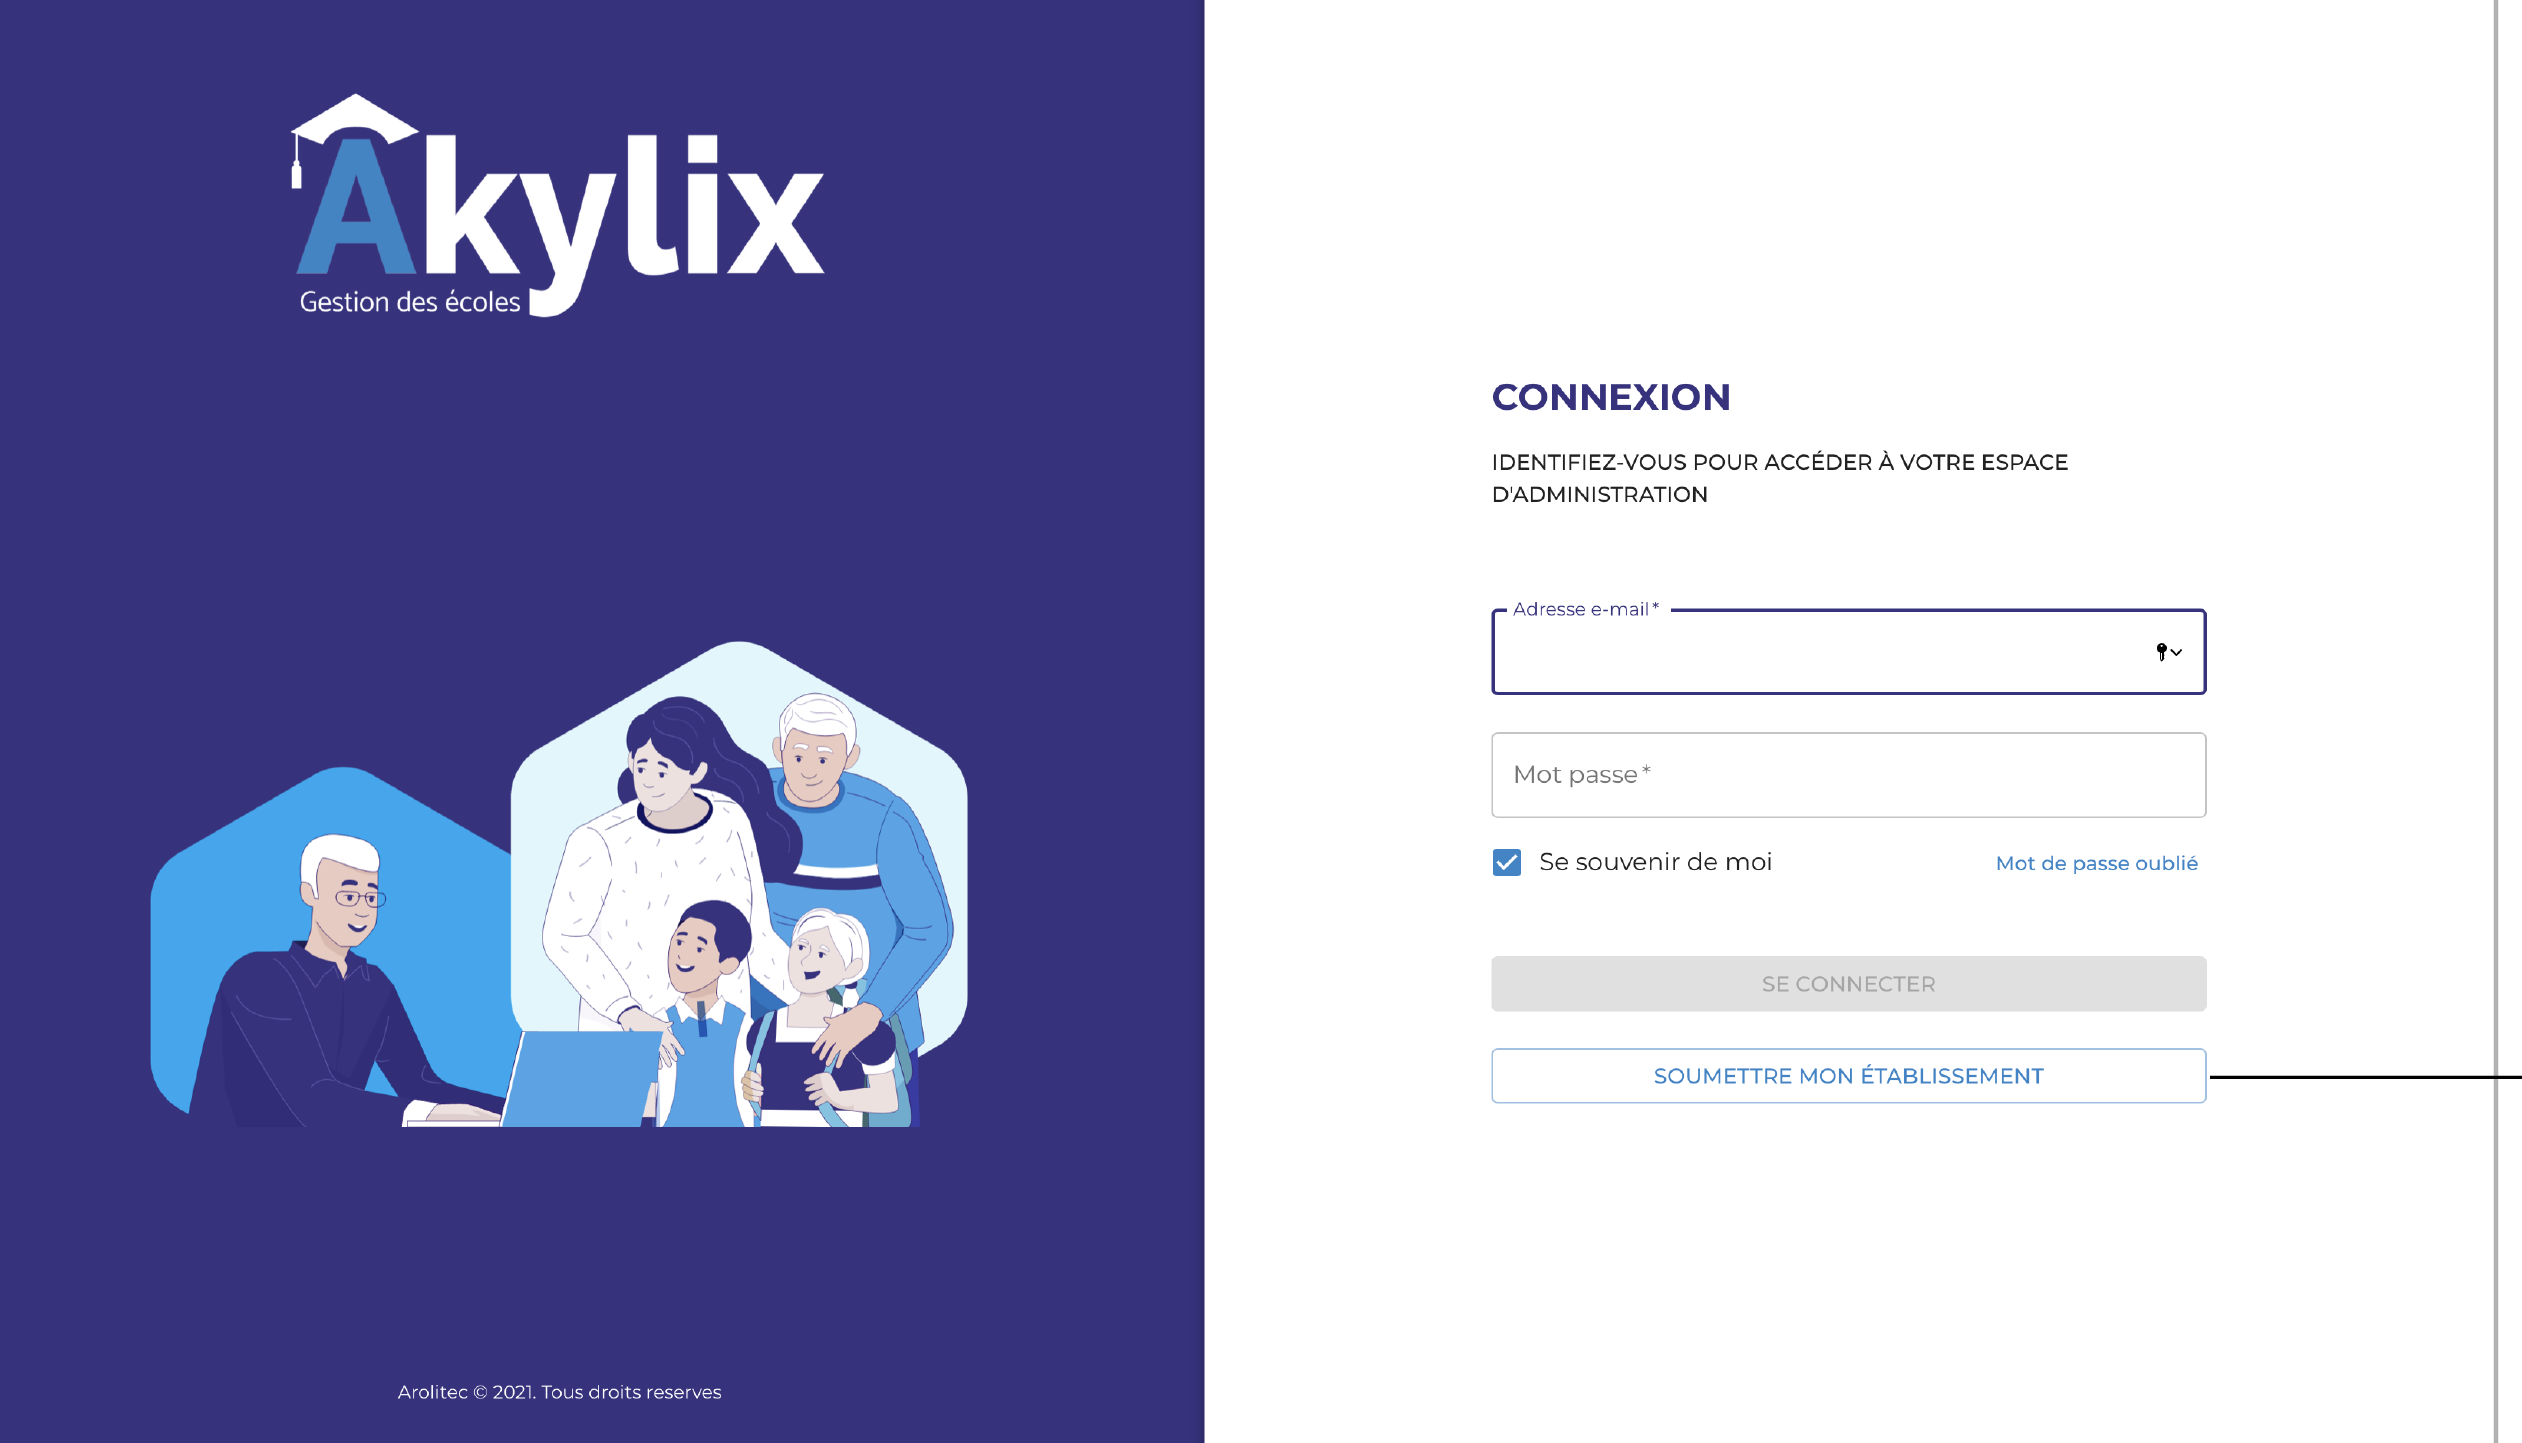 Akylix
Gestion des écoles
Arolitec © 2021. Tous droits reserves
CONNEXION
IDENTIFIEZ-VOUS POUR ACCÉDER À VOTRE ESPACE
D'ADMINISTRATION
Adresse e-mail *
Mot passe *
Se souvenir de moi
Mot de passe oublié
SE CONNECTER
SOUMETTRE MON ÉTABLISSEMENT